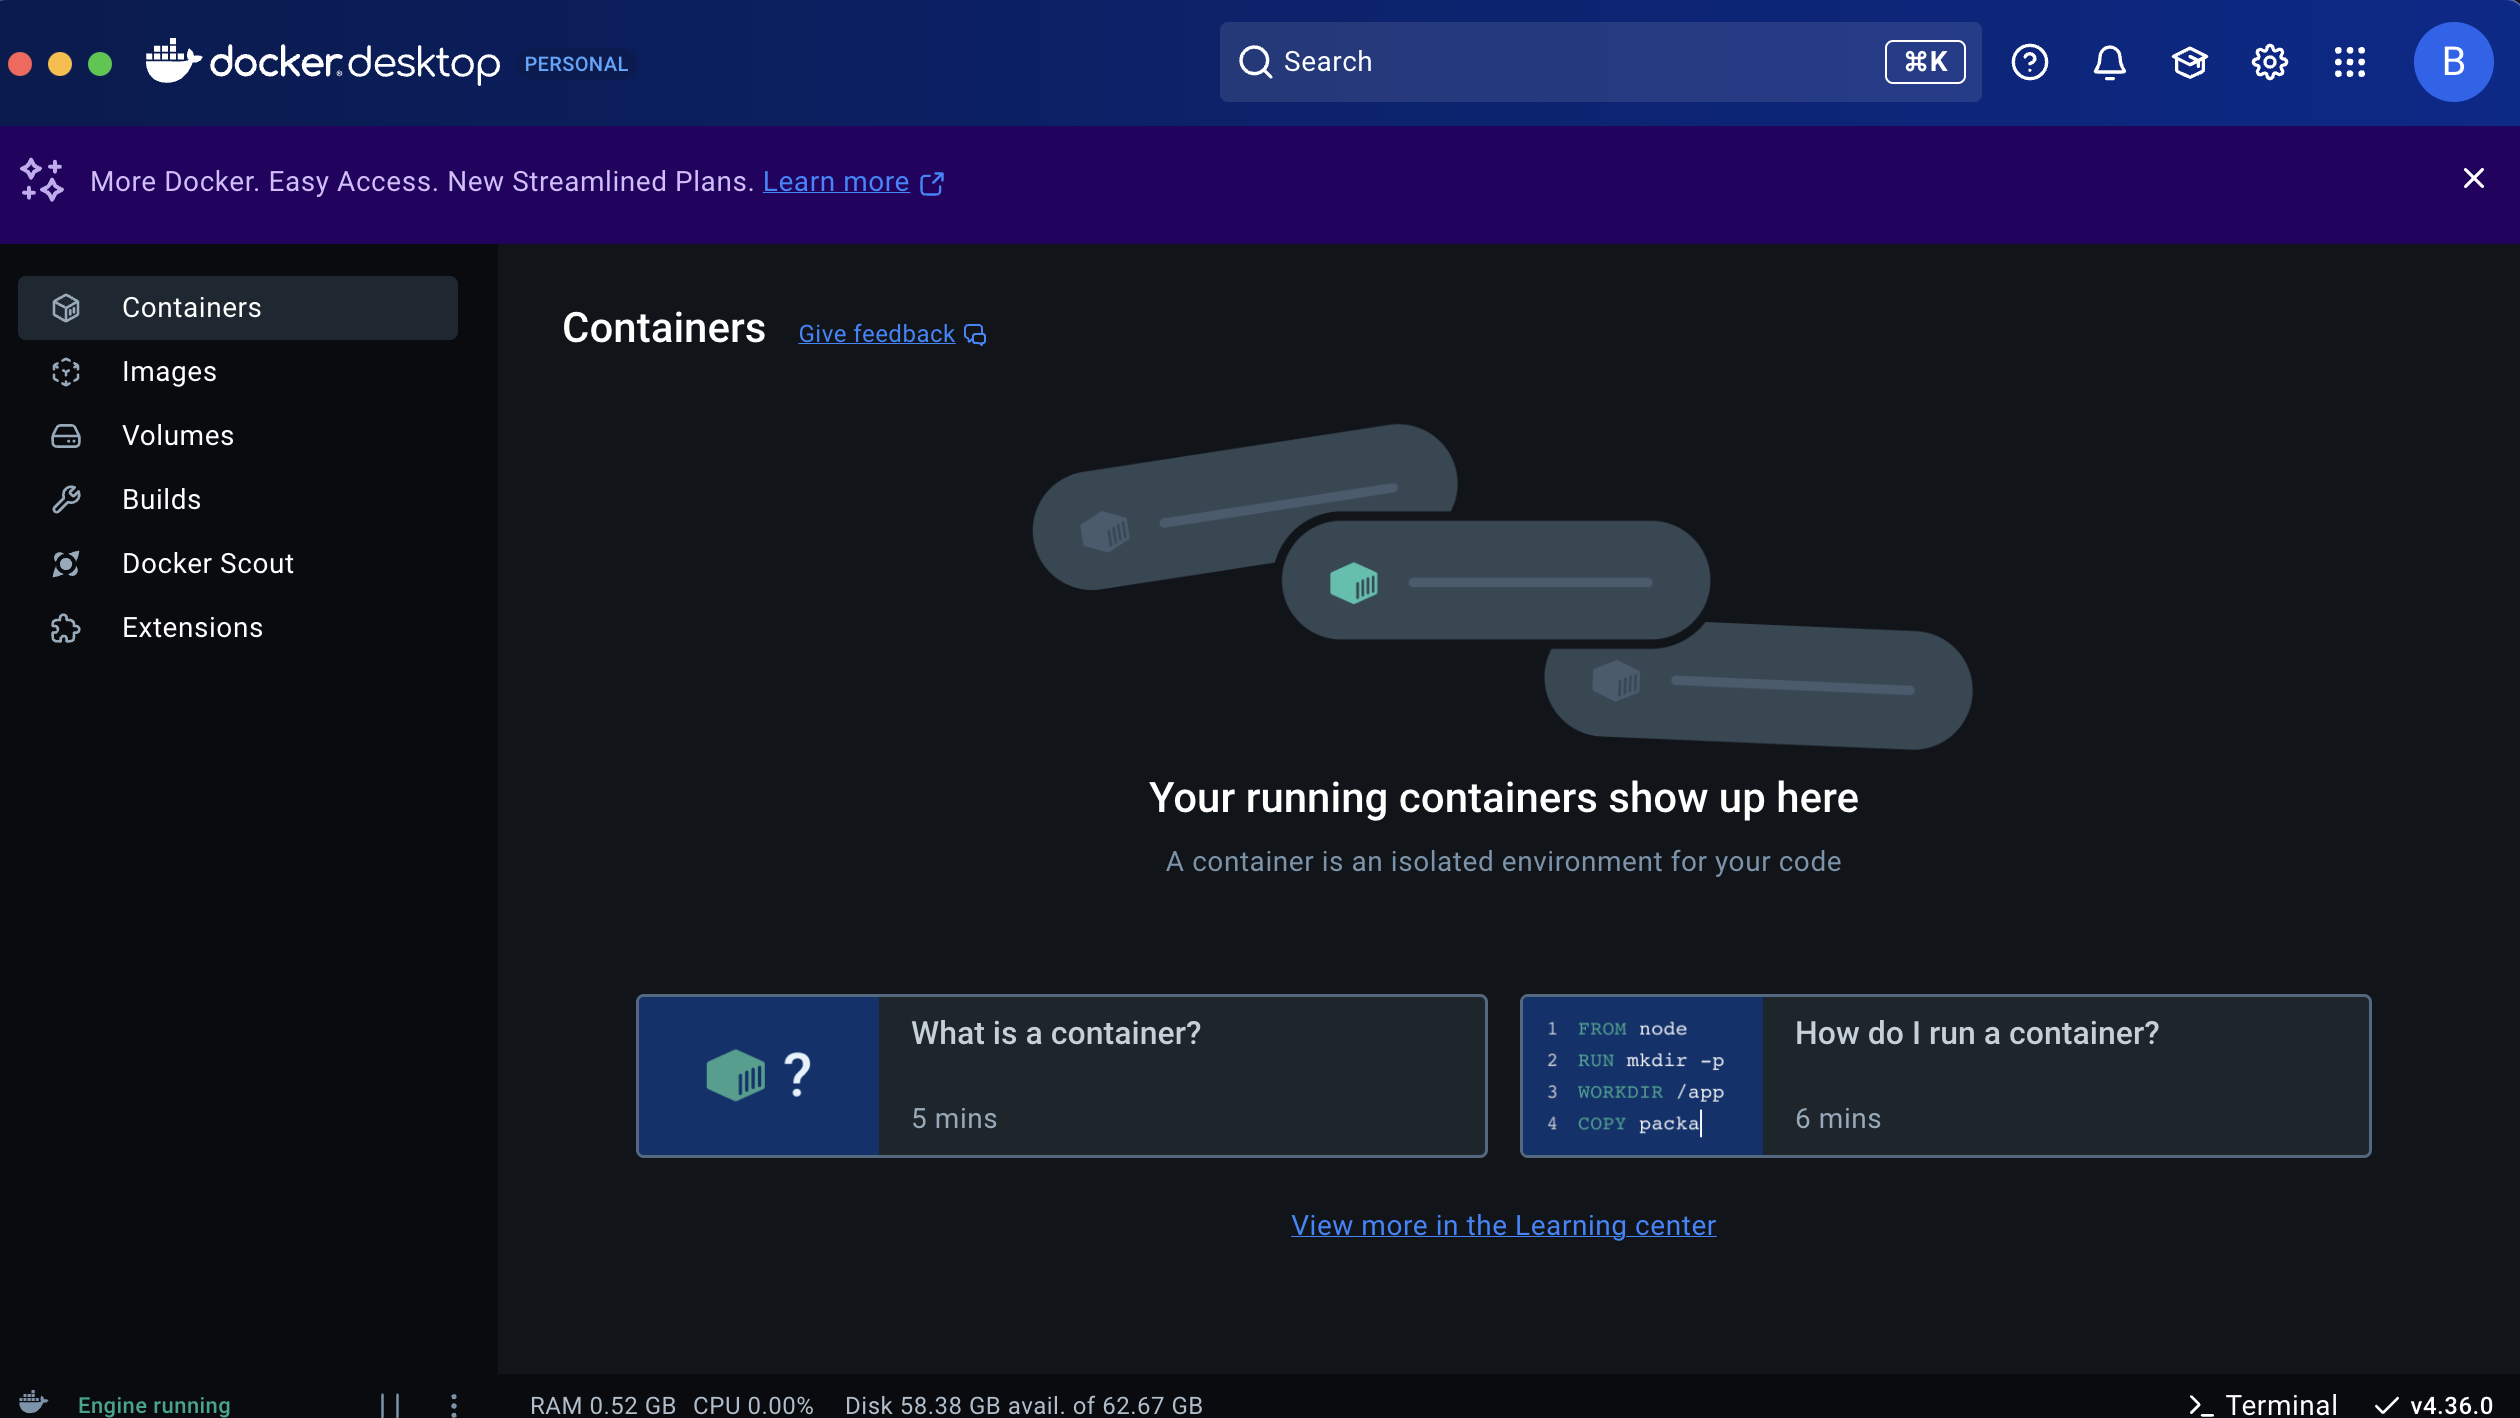 docker desktop PERSONAL
Search
⌘K
B
More Docker. Easy Access. New Streamlined Plans. Learn more
Containers
Images
Volumes
Builds
Docker Scout
Extensions
Containers
Give feedback
Your running containers show up here
A container is an isolated environment for your code
?
What is a container?
5 mins
1 FROM node
2 RUN mkdir -p
3 WORKDIR /app
4 COPY packa
How do I run a container?
6 mins
View more in the Learning center
Engine running
RAM 0.52 GB CPU 0.00% Disk 58.38 GB avail. of 62.67 GB
Terminal
v4.36.0